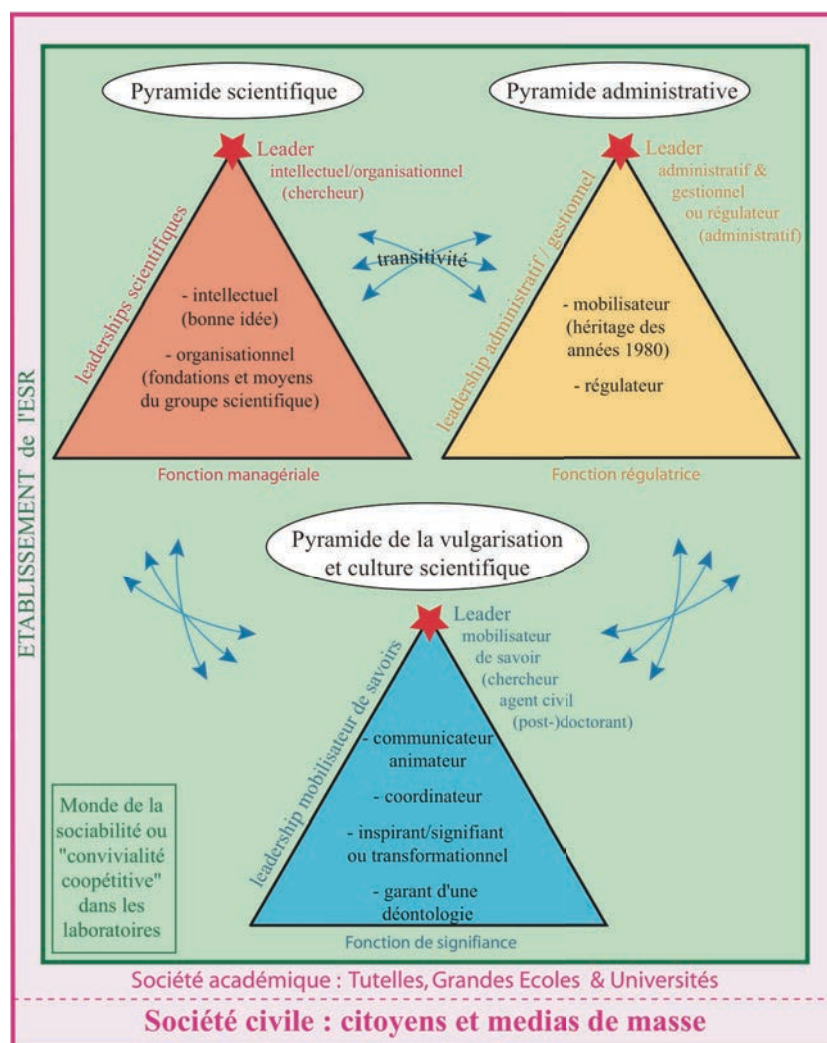 Pyramide scientifique
Leader
intellectuel/organisationnel
(chercheur)
leaderships scientifiques
- intellectuel
(bonne idée)
- organisationnel
(fondations et moyens
du groupe scientifique)
Fonction managériale
transitivité
Pyramide administrative
Leader
administratif &
gestionnel
ou régulateur
(administratif)
leadership administratif / gestionnel
- mobilisateur
(héritage des
années 1980)
- régulateur
Fonction régulatrice
ETABLISSEMENT de l'ESR
Pyramide de la vulgarisation
et culture scientifique
Leader
mobilisateur
de savoir
(chercheur
agent civil
(post-)doctorant)
leadership mobilisateur de savoirs
- communicateur
animateur
- coordinateur
- inspirant/signifiant
ou transformationnel
- garant d'une
déontologie
Fonction de signifiance
Monde de la
sociabilité ou
"convivialité
coopétitive"
dans les
laboratoires
Société académique : Tutelles, Grandes Ecoles & Universités
Société civile : citoyens et medias de masse